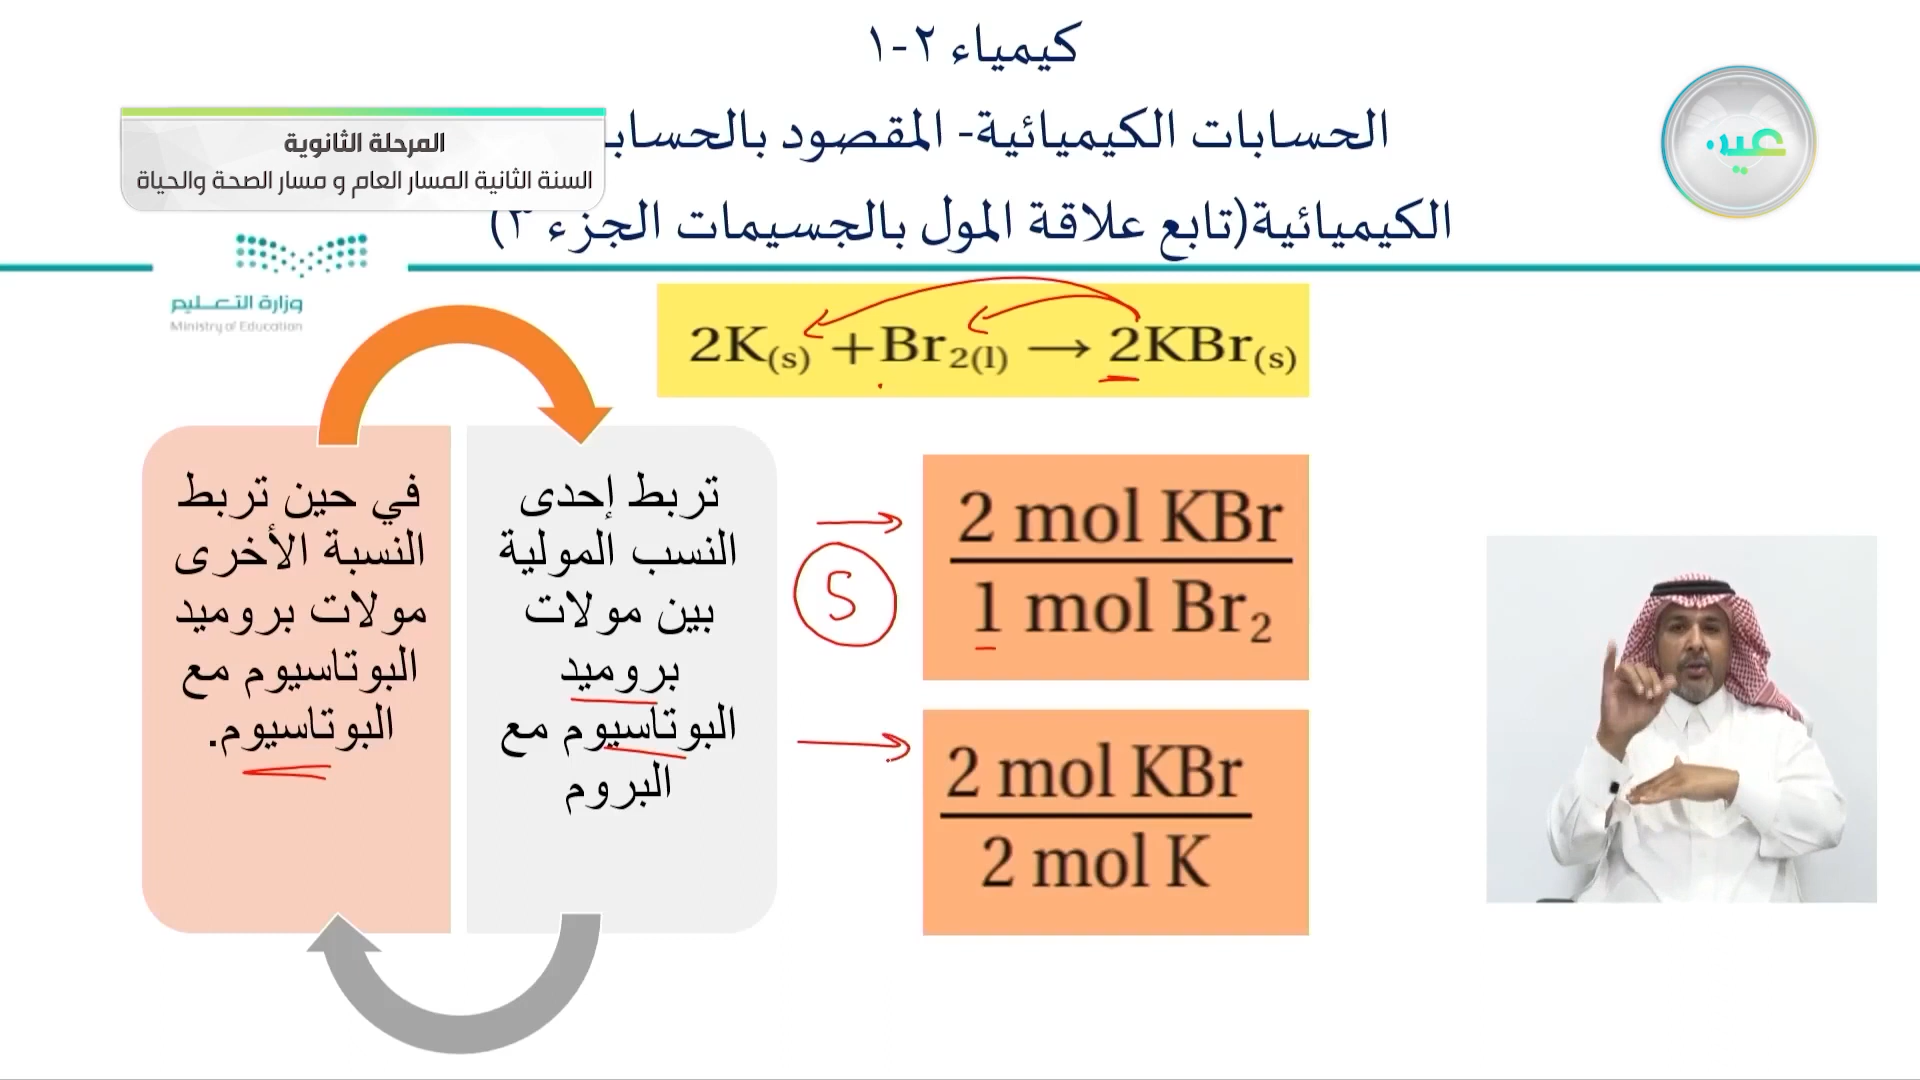 كيمياء ٢-١
الحسابات الكيميائية- المقصود بالحساب
الكيميائية(تابع علاقة المول بالجسيمات الجزء ٣)
المرحلة الثانوية
السنة الثانية المسار العام و مسار الصحة والحياة
عين
وزارة التعليم
Ministry of Education
2K(s) + Br2(l) → 2KBr(s)
تربط إحدى
النسب المولية
بين مولات
بروميد
البوتاسيوم مع
البروم
في حين تربط
النسبة الأخرى
مولات بروميد
البوتاسيوم مع
البوتاسيوم.
2 mol KBr
1 mol Br2
2 mol KBr
2 mol K